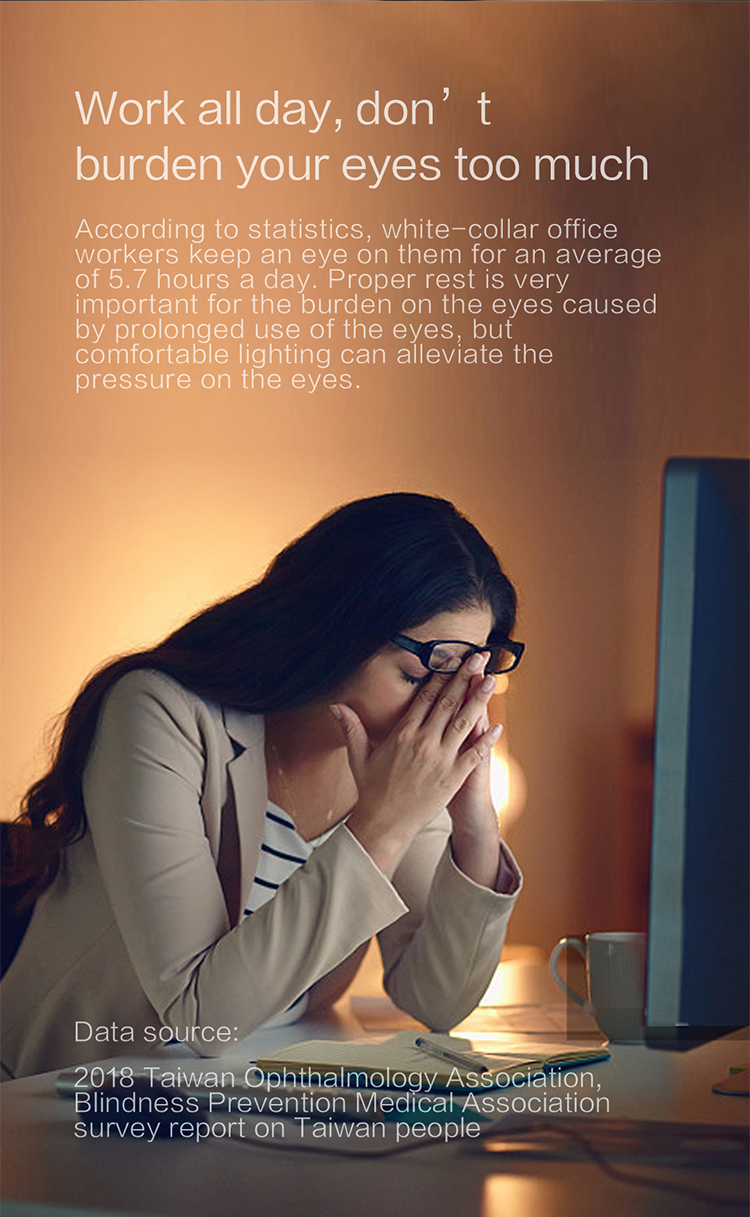 Work all day, don’t
burden your eyes too much
According to statistics, white-collar office
workers keep an eye on them for an average
of 5.7 hours a day. Proper rest is very
important for the burden on the eyes caused
by prolonged use of the eyes, but
comfortable lighting can alleviate the
pressure on the eyes.
Data source:
2018 Taiwan Ophthalmology Association,
Blindness Prevention Medical Association
survey report on Taiwan people